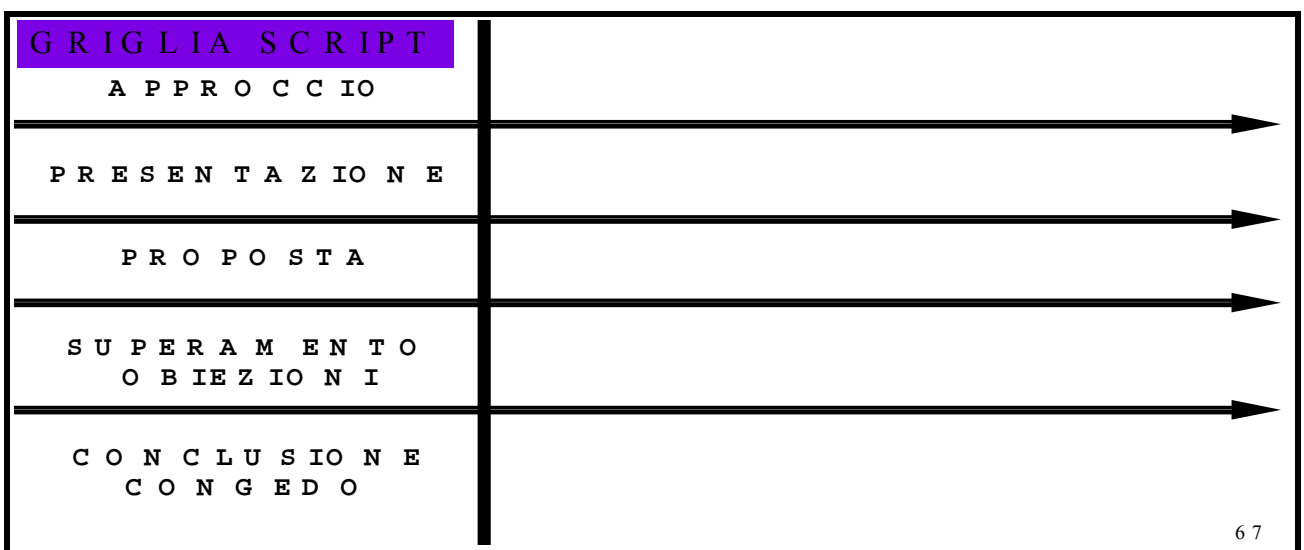 GRIGLIA SCRIPT
APPROCCIO
PRESENTAZIONE
PROPOSTA
SUPERAMENTO
OBIEZIONI
CONCLUSIONE
CONGEDO
67